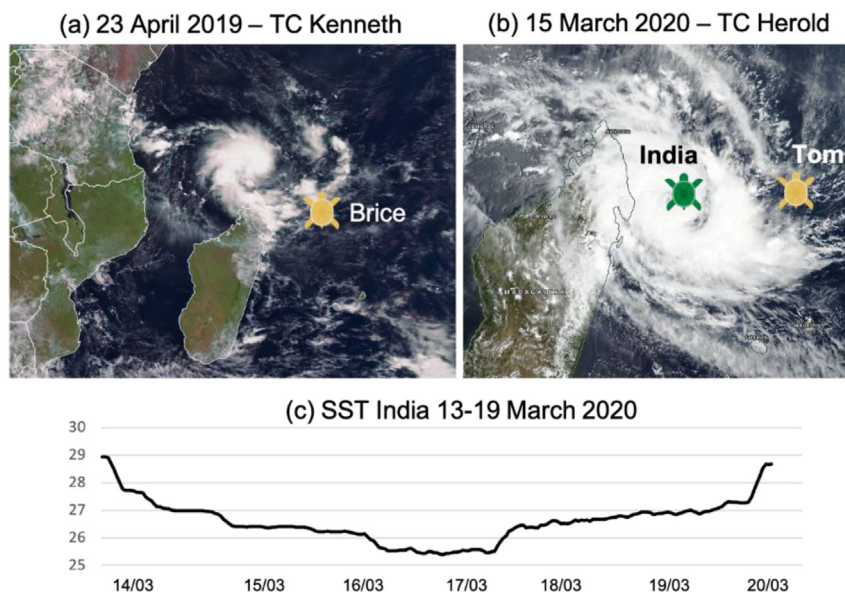 (a) 23 April 2019 – TC Kenneth
(b) 15 March 2020 – TC Herold
Brice
India
Tom
MADAGASCAR
(c) SST India 13-19 March 2020
30
29
28
27
26
25
14/03
15/03
16/03
17/03
18/03
19/03
20/03